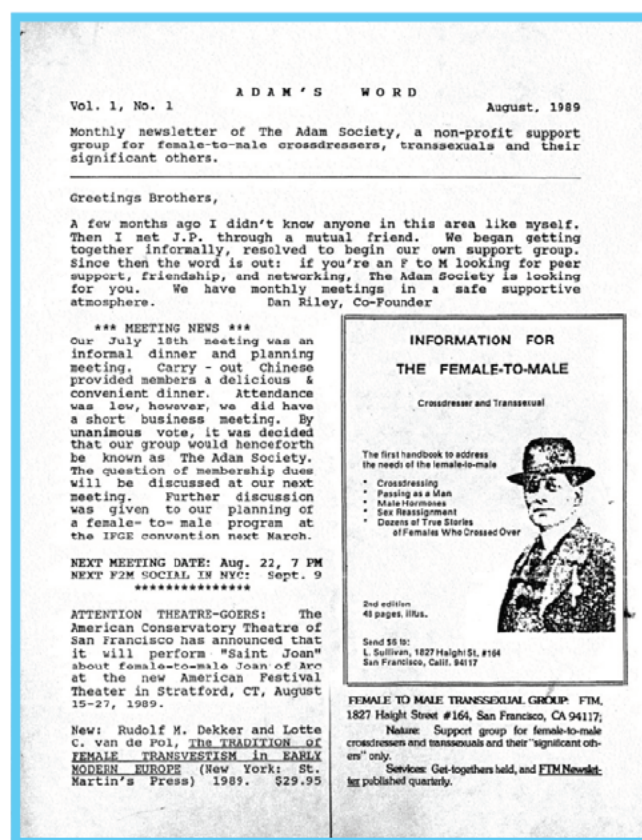 ADAM'S WORD
Vol. 1, No. 1 August, 1989
Monthly newsletter of The Adam Society, a non-profit support
group for female-to-male crossdressers, transsexuals and their
significant others.
Greetings Brothers,
A few months ago I didn't know anyone in this area like myself.
Then I met J.P. through a mutual friend. We began getting
together informally, resolved to begin our own support group.
Since then the word is out: if you're an F to M looking for peer
support, friendship, and networking, The Adam Society is looking
for you. We have monthly meetings in a safe supportive
atmosphere. Dan Riley, Co-Founder
*** MEETING NEWS ***
Our July 18th meeting was an
informal dinner and planning
meeting. Carry - out Chinese
provided members a delicious &
convenient dinner. Attendance
was low, however, we did have
a short business meeting. By
unanimous vote, it was decided
that our group would henceforth
be known as The Adam Society.
The question of membership dues
will be discussed at our next
meeting. Further discussion
was given to our planning of
a female- to- male program at
the IFGE convention next March.
NEXT MEETING DATE: Aug. 22, 7 PM
NEXT F2M SOCIAL IN NYC: Sept. 9
***************
ATTENTION THEATRE-GOERS: The
American Conservatory Theatre of
San Francisco has announced that
it will perform "Saint Joan"
about female-to-male Joan of Arc
at the new American Festival
Theater in Stratford, CT, August
15-27, 1989.
New: Rudolf M. Dekker and Lotte
C. van de Pol, The TRADITION of
FEMALE TRANSVESTISM in EARLY
MODERN EUROPE (New York: St.
Martin's Press) 1989. $29.95
INFORMATION FOR
THE FEMALE-TO-MALE
Crossdresser and Transsexual
The first handbook to address
the needs of the female-to-male
* Crossdressing
* Passing as a Man
* Male Hormones
* Sex Reassignment
* Dozens of True Stories
of Females Who Crossed Over
2nd edition
48 pages, illus.
Send $6 to:
L. Sullivan, 1827 Haight St. #164
San Francisco, Calif. 94117
FEMALE TO MALE TRANSSEXUAL GROUP: FTM,
1827 Haight Street #164, San Francisco, CA 94117;
Nature: Support group for female-to-male
crossdressers and transsexuals and their "significant oth-
ers" only.
Services: Get-togethers held, and FTM Newslet-
ter published quarterly.